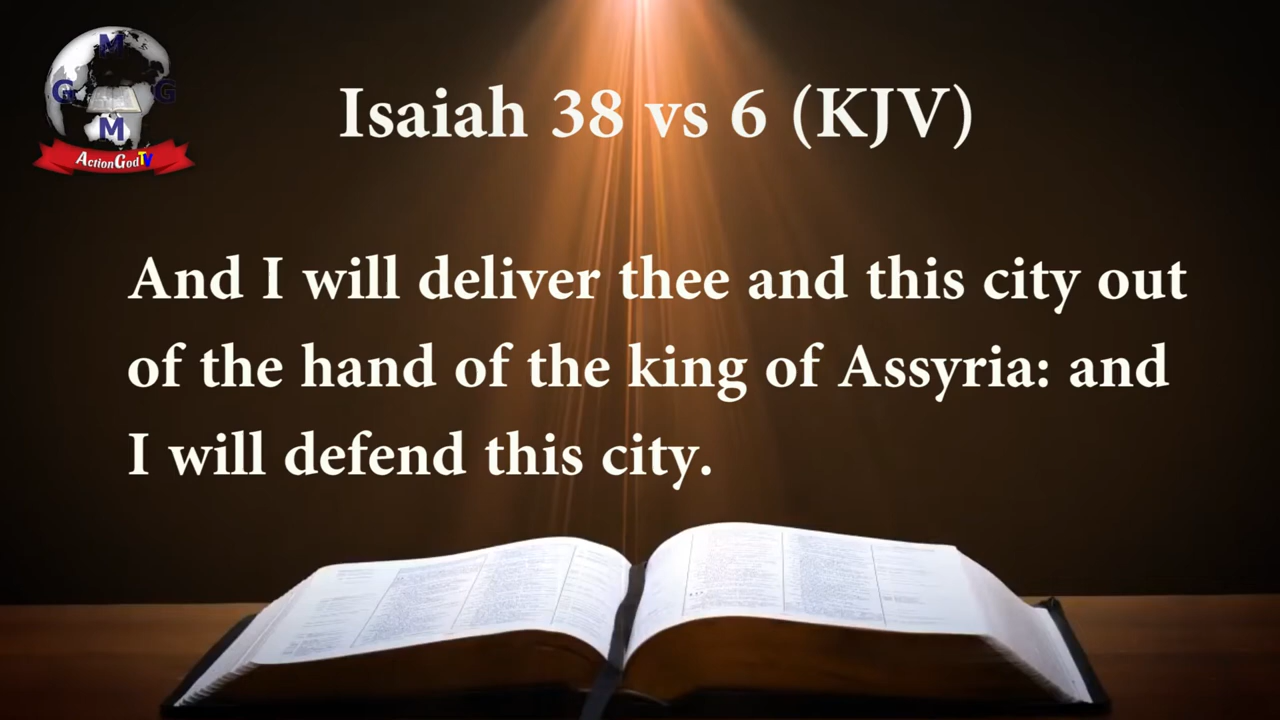 M
G G
M
ActionGodTV
Isaiah 38 vs 6 (KJV)
And I will deliver thee and this city out
of the hand of the king of Assyria: and
I will defend this city.